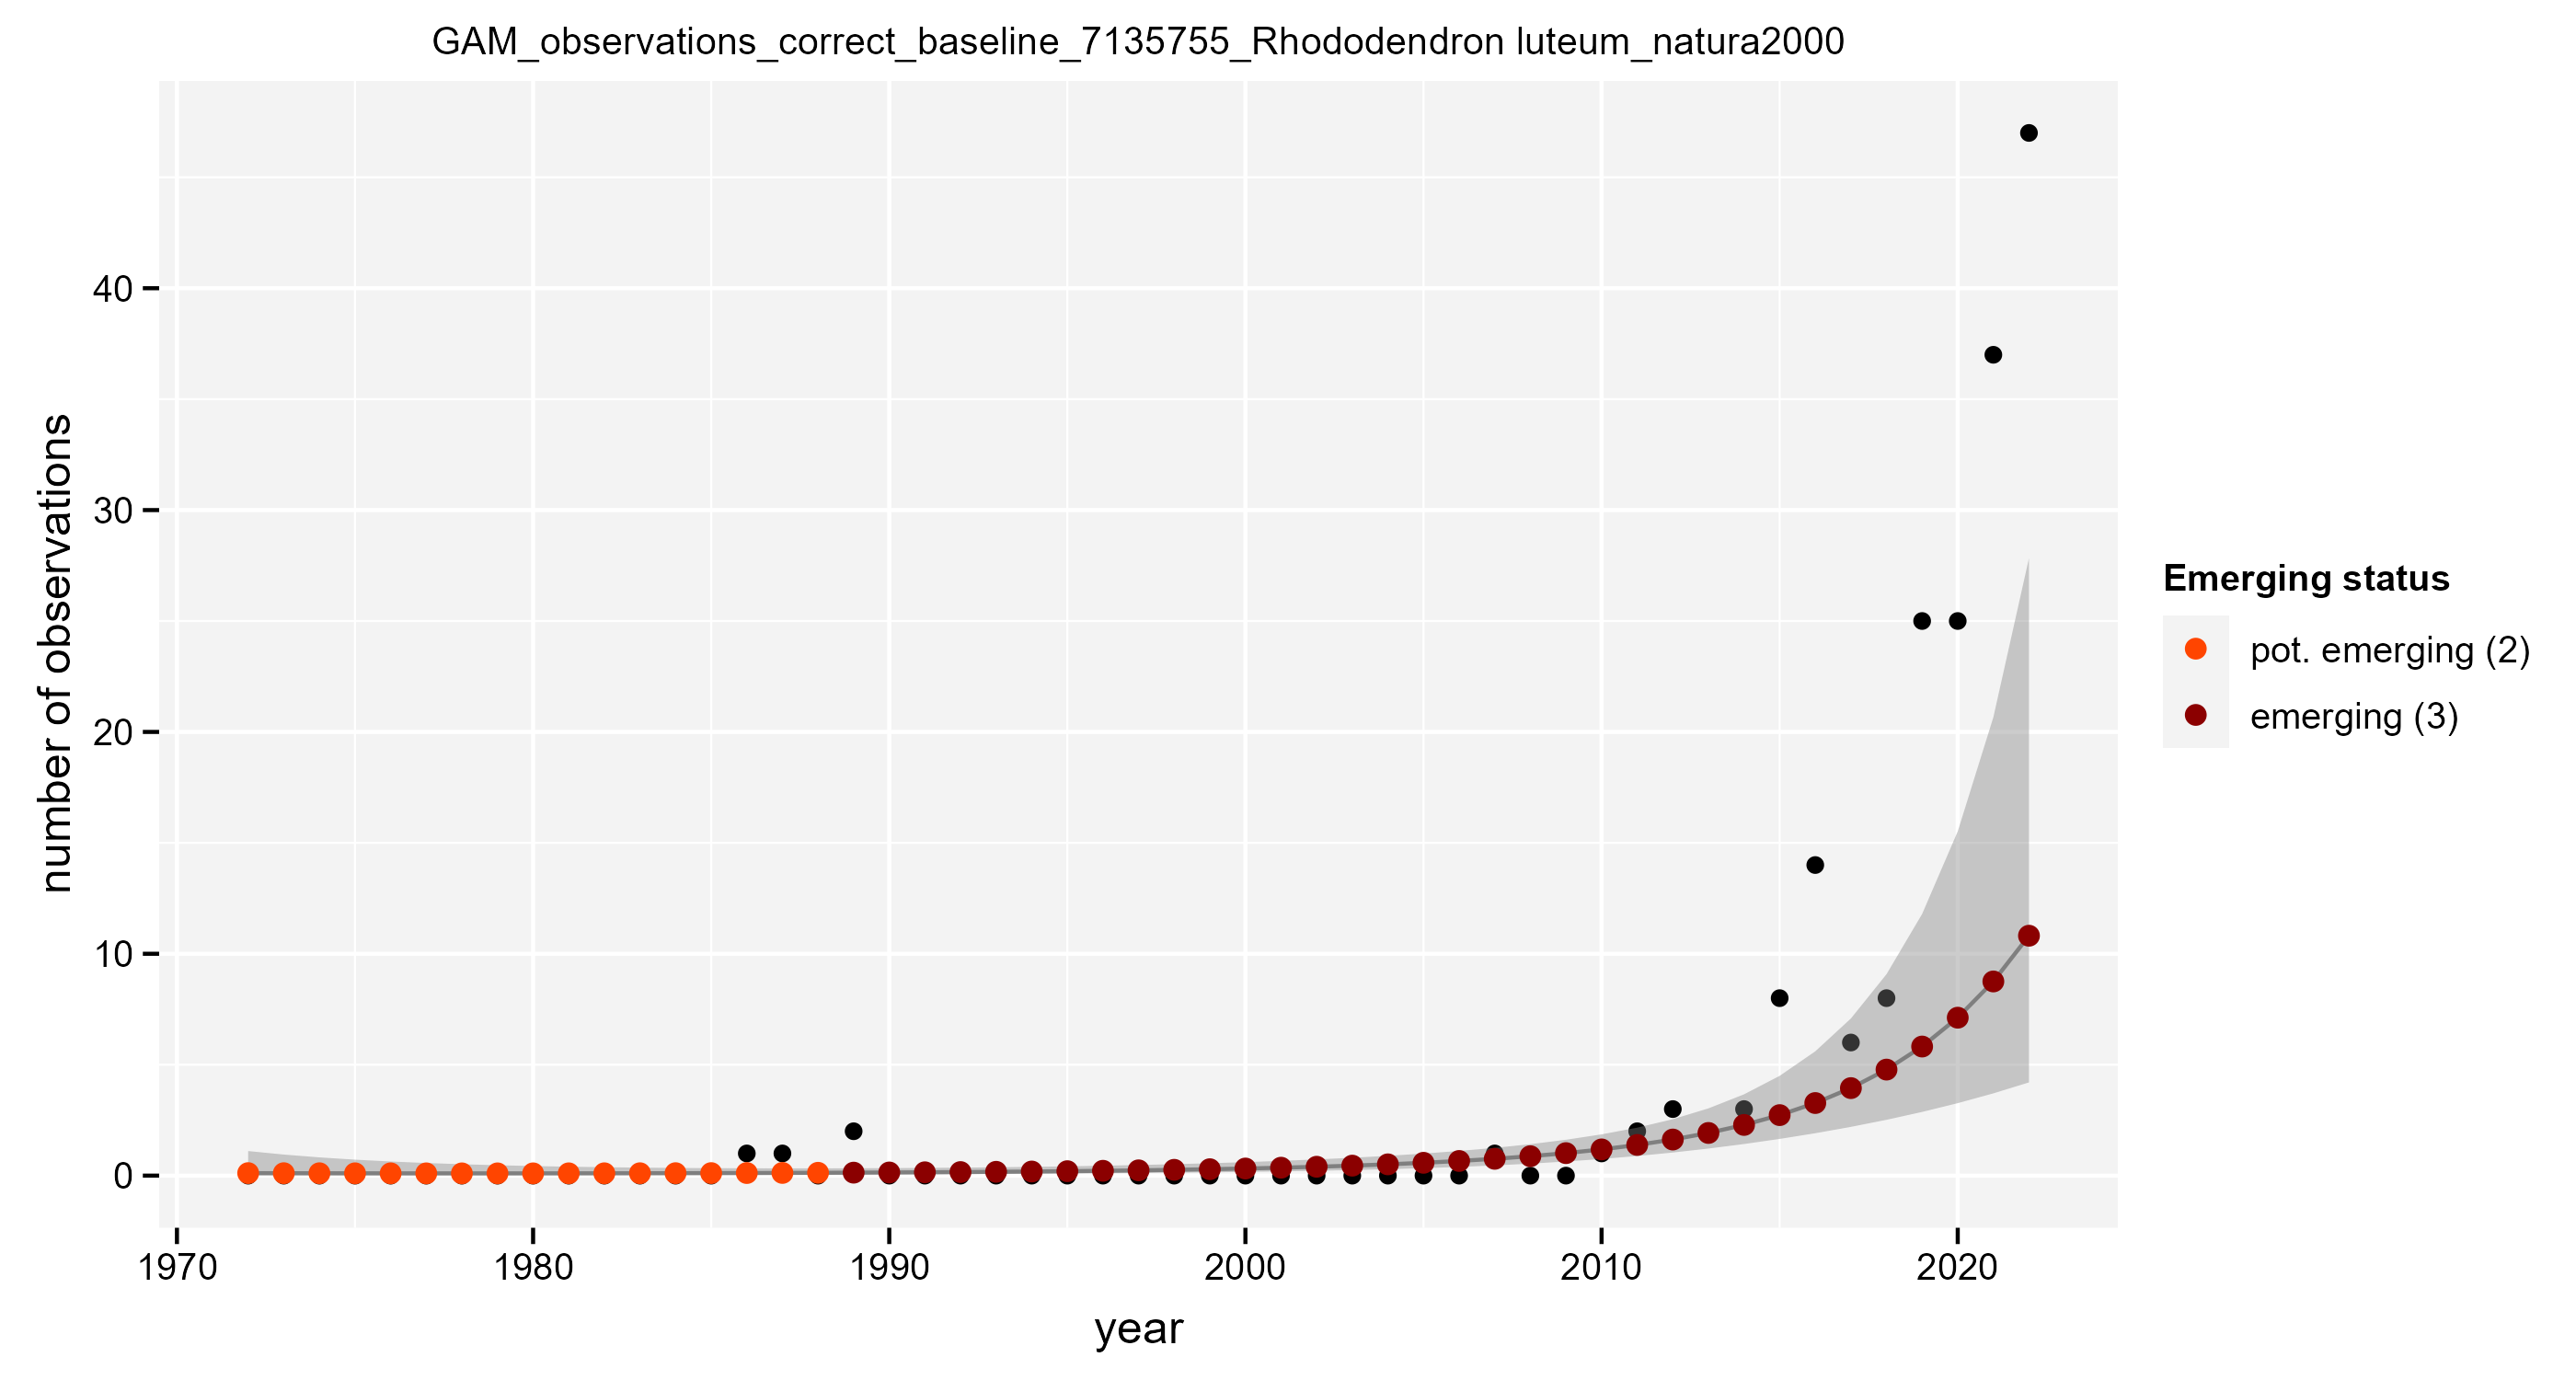 GAM_observations_correct_baseline_7135755_Rhododendron luteum_natura2000
number of observations
40
30
20
10
0
1970 1980 1990 2000 2010 2020
year
Emerging status
pot. emerging (2)
emerging (3)